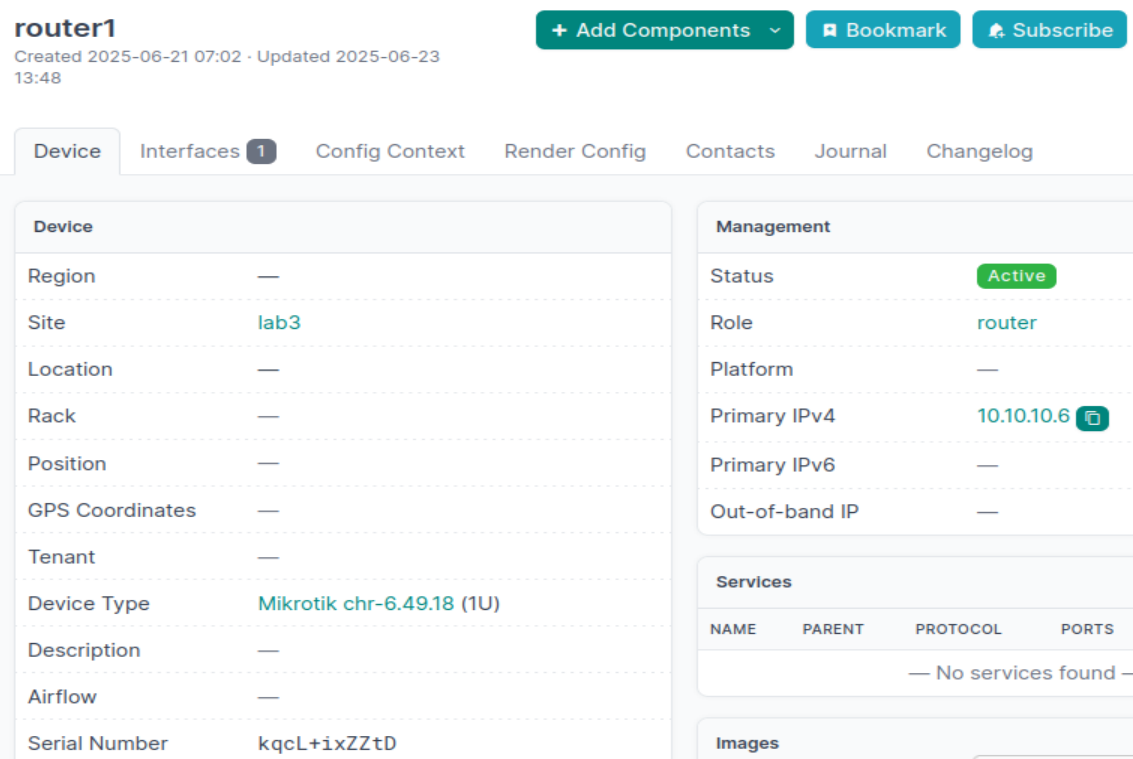 router1
Created 2025-06-21 07:02 · Updated 2025-06-23
13:48
+ Add Components
Bookmark
Subscribe
Device
Interfaces 1
Config Context
Render Config
Contacts
Journal
Changelog
Device
Region —
Site lab3
Location —
Rack —
Position —
GPS Coordinates —
Tenant —
Device Type Mikrotik chr-6.49.18 (1U)
Description —
Airflow —
Serial Number kqcL+ixZZtD
Management
Status Active
Role router
Platform —
Primary IPv4 10.10.10.6
Primary IPv6 —
Out-of-band IP —
Services
NAME PARENT PROTOCOL PORTS
— No services found —
Images